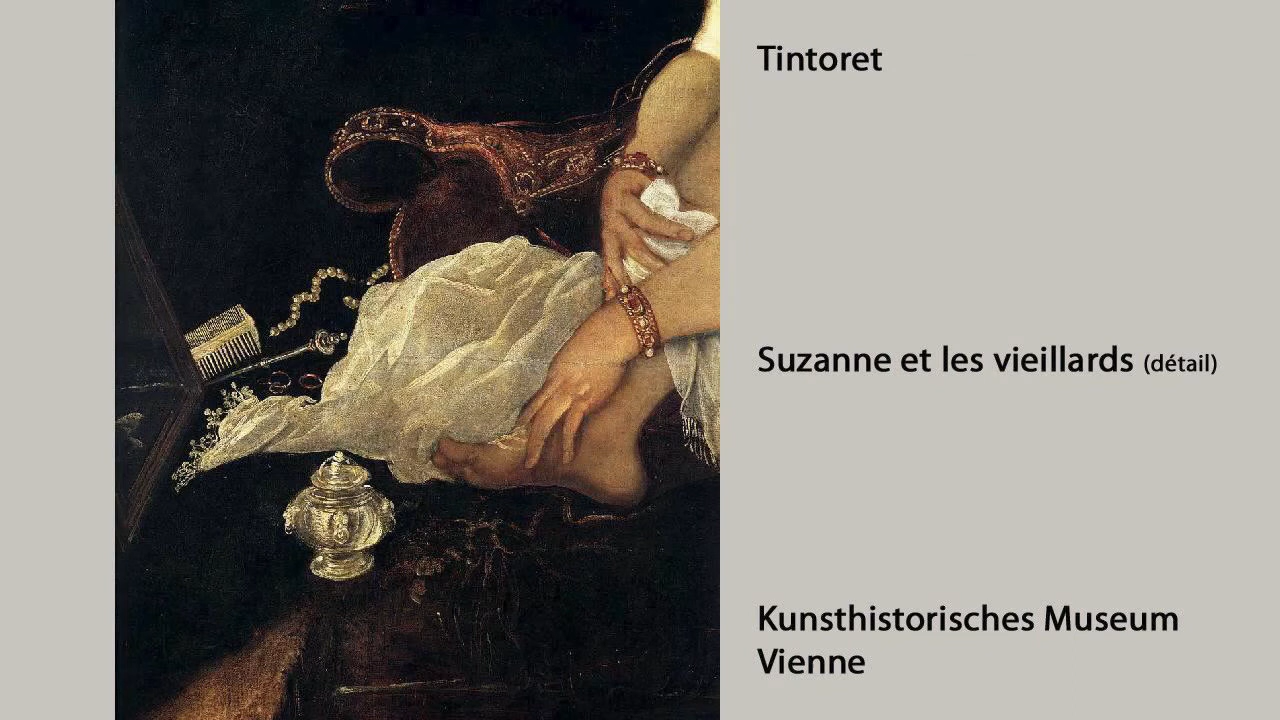 Tintoret
Suzanne et les vieillards (détail)
Kunsthistorisches Museum
Vienne